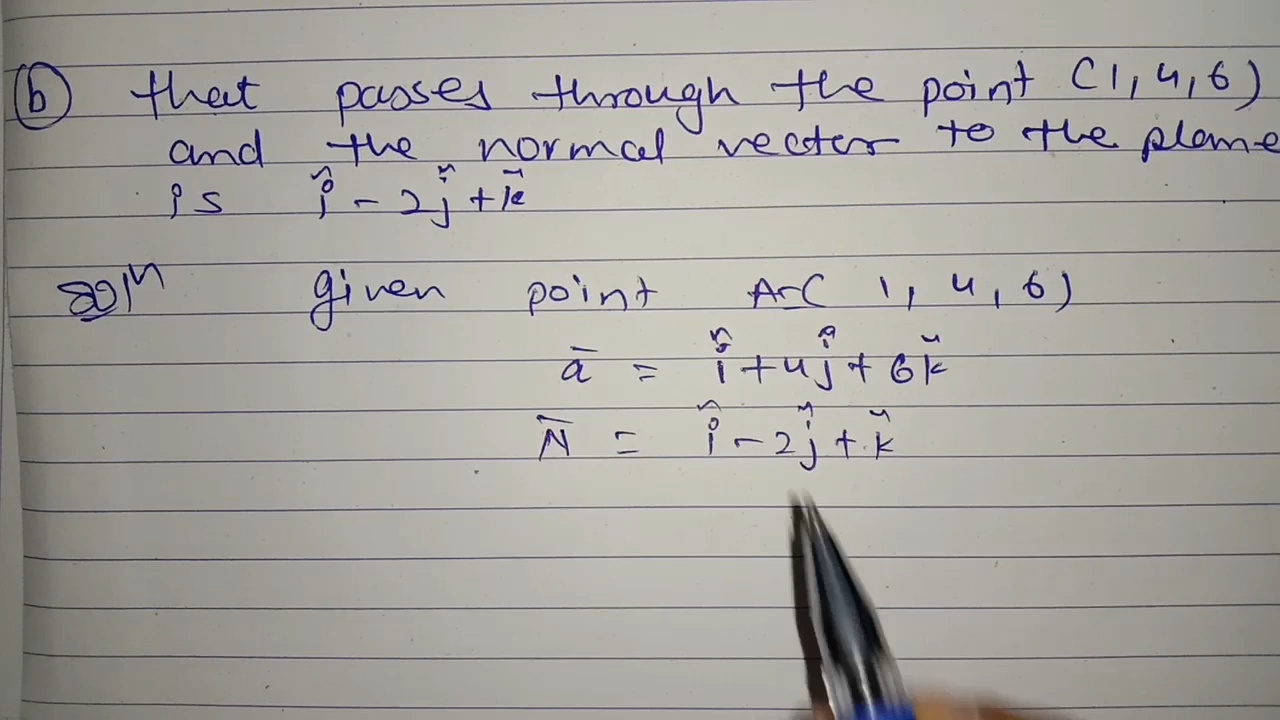 (b) that passes through the point (1, 4, 6)
and the normal vector to the plane
is î - 2ĵ + k̂
Solⁿ given point A = (1, 4, 6)
ā = î + 4ĵ + 6k̂
N̄ = î - 2ĵ + k̂